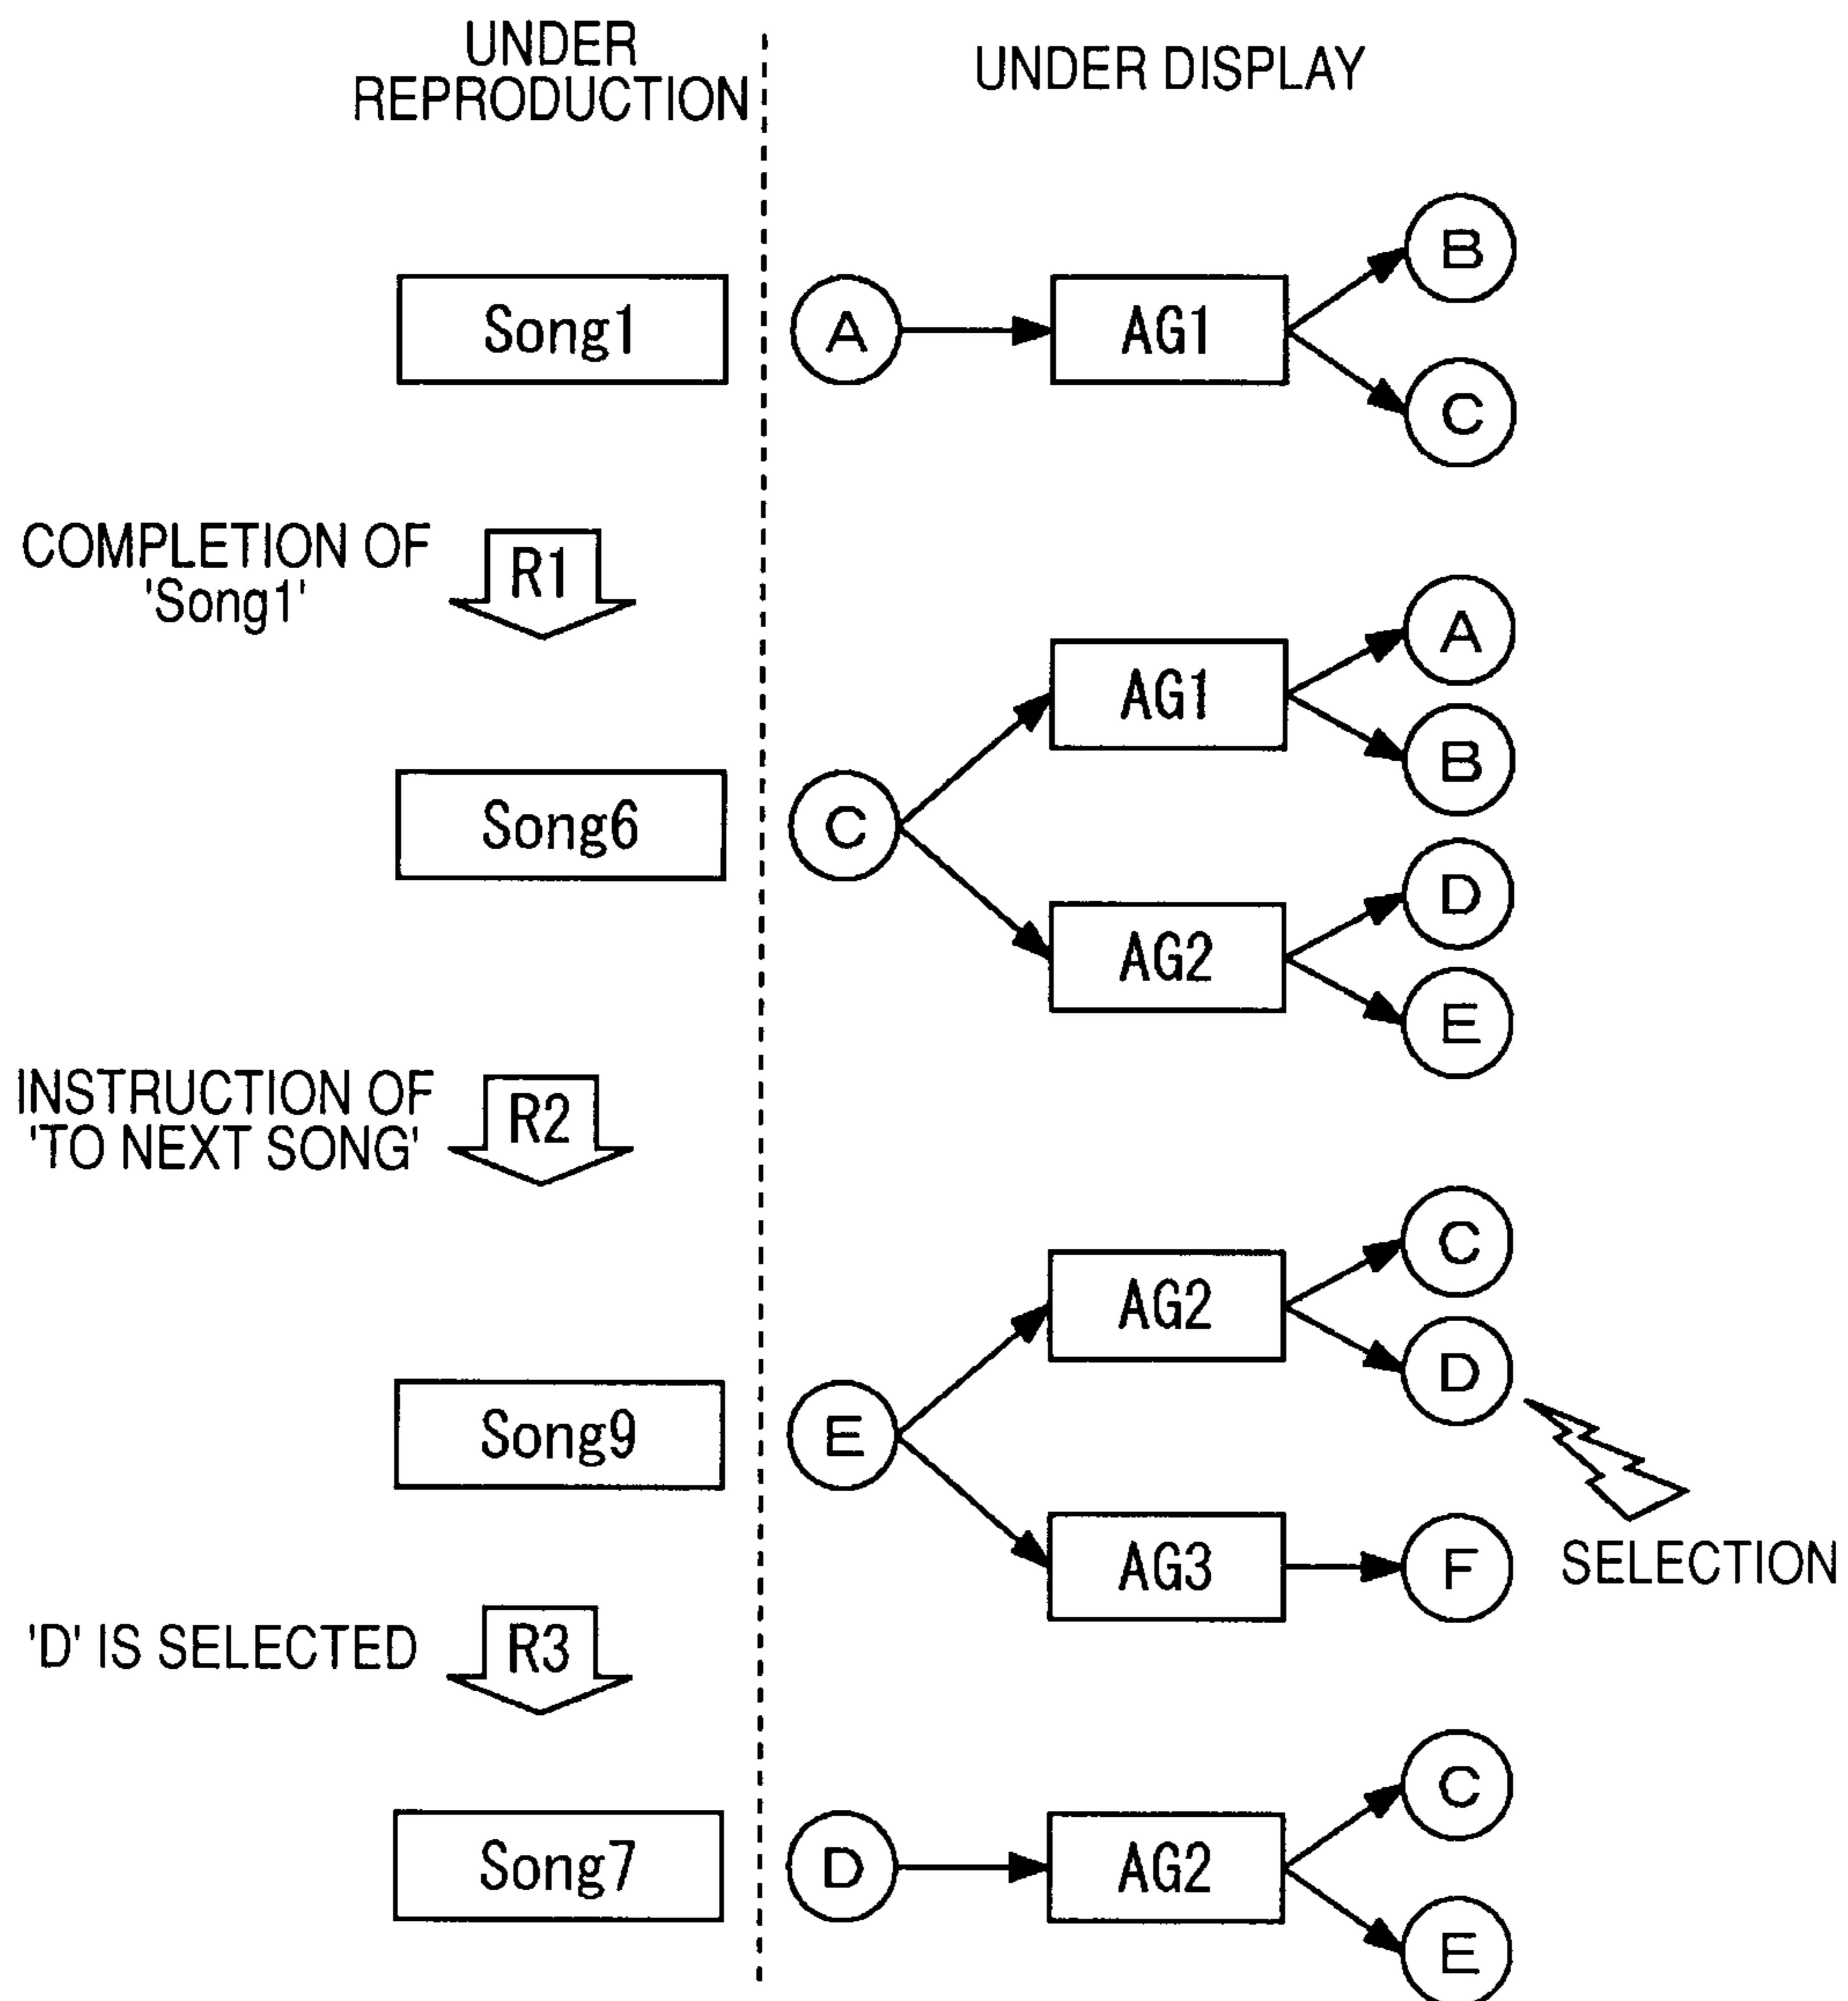 UNDER
REPRODUCTION
UNDER DISPLAY
Song1
A
AG1
B
C
COMPLETION OF
'Song1'
R1
Song6
C
AG1
A
B
AG2
D
E
INSTRUCTION OF
'TO NEXT SONG'
R2
Song9
E
AG2
C
D
AG3
F
SELECTION
'D' IS SELECTED
R3
Song7
D
AG2
C
E